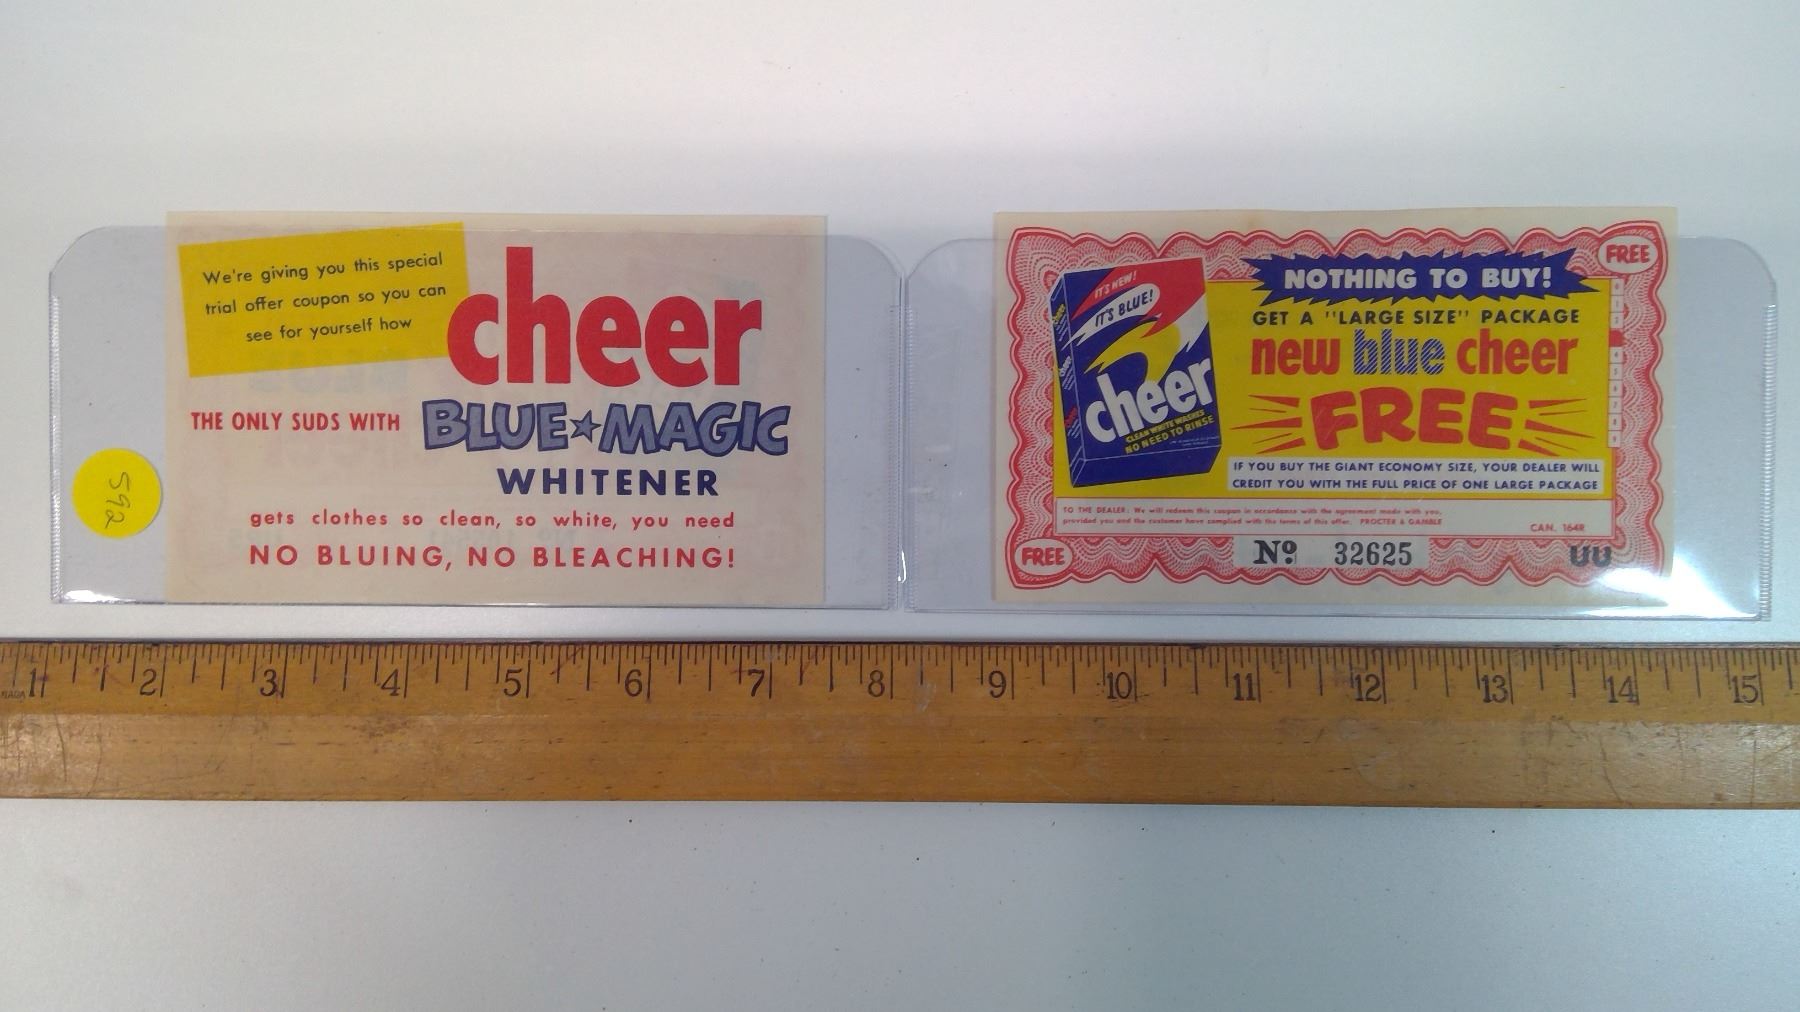 We're giving you this special
trial offer coupon so you can
see for yourself how
cheer
THE ONLY SUDS WITH BLUE★MAGIC
WHITENER
gets clothes so clean, so white, you need
NO BLUING, NO BLEACHING!
592
FREE
NOTHING TO BUY!
GET A "LARGE SIZE" PACKAGE
new blue cheer
FREE
IF YOU BUY THE GIANT ECONOMY SIZE, YOUR DEALER WILL
CREDIT YOU WITH THE FULL PRICE OF ONE LARGE PACKAGE
IT'S NEW!
IT'S BLUE!
cheer
CLEAN WHITE WASHES
NO NEED TO RINSE
TO THE DEALER: We will redeem this coupon in accordance with the agreement made with you,
provided you and the customer have complied with the terms of this offer. PROCTER & GAMBLE
CAN. 164R
FREE
Nº 32625
UU
1 2 3 4 5 6 7 8 9 10 11 12 13 14 15